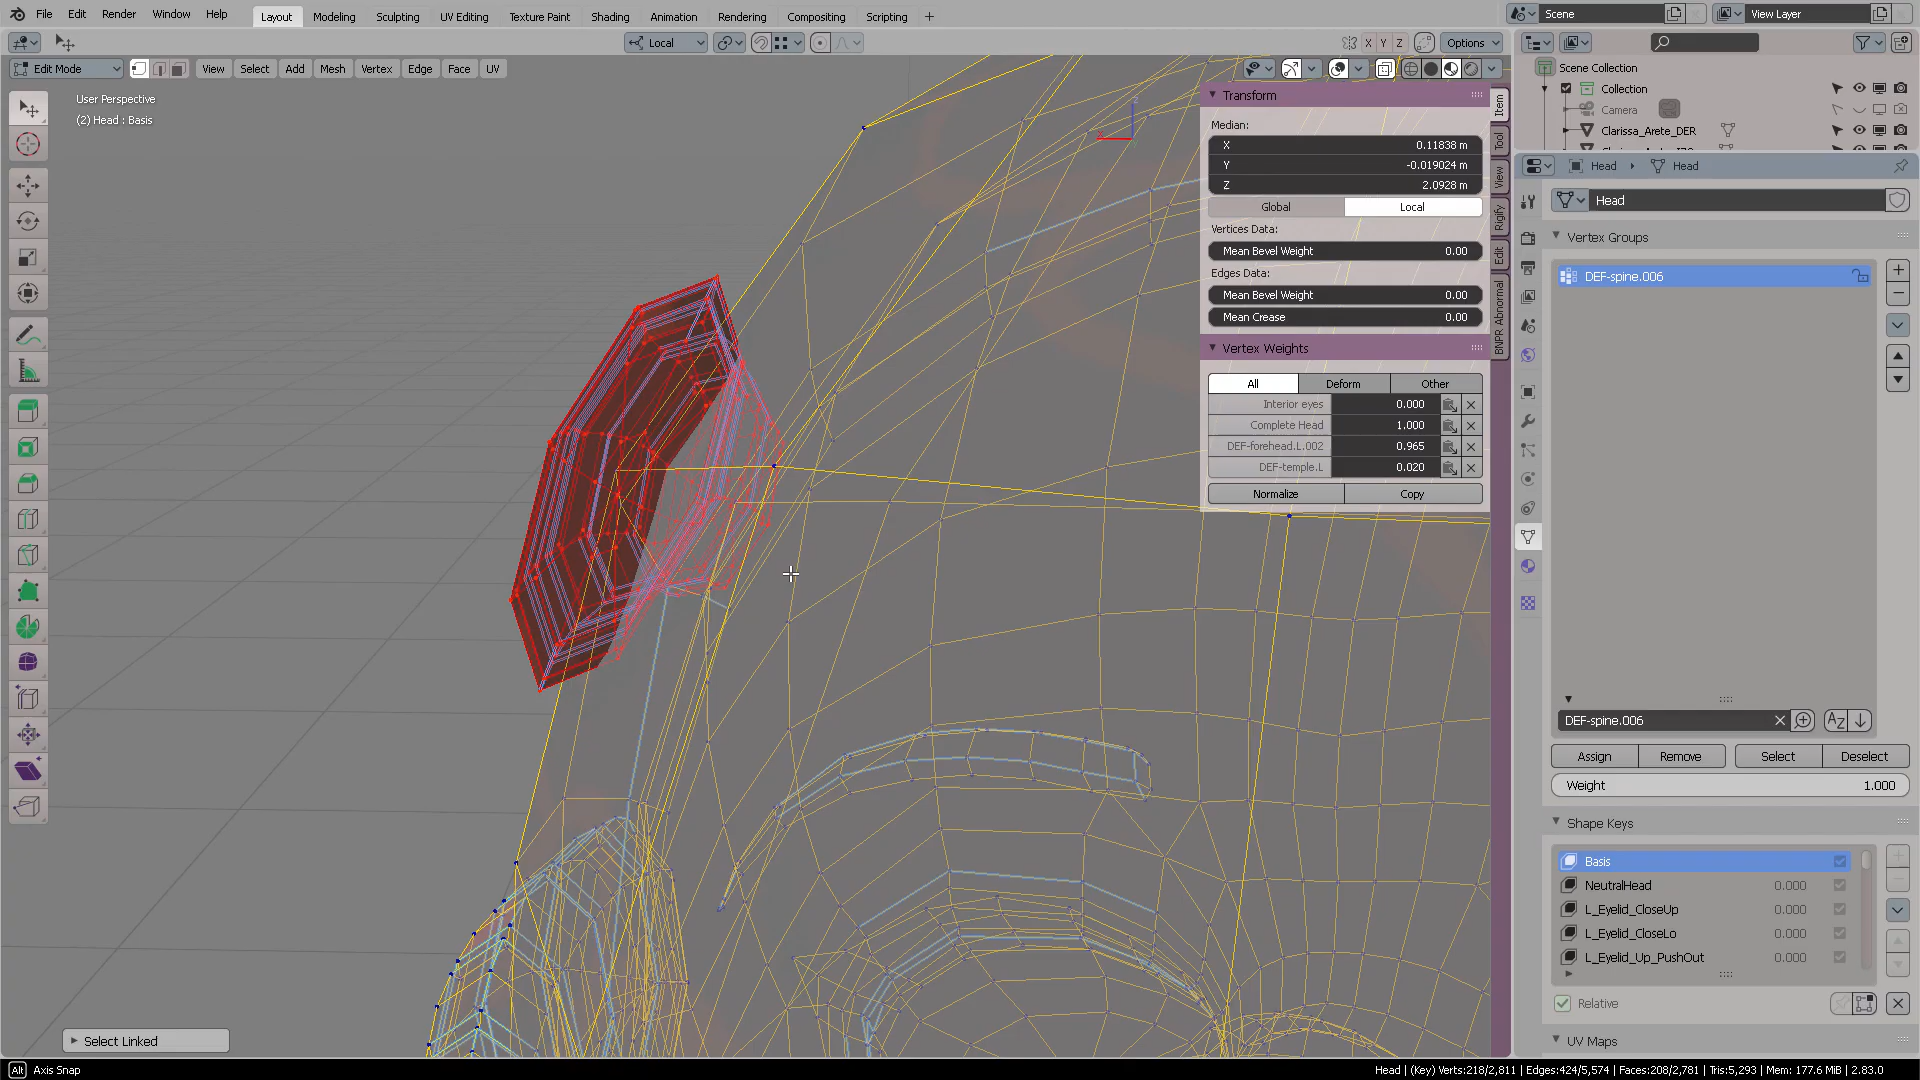 File Edit Render Window Help
Layout Modeling Sculpting UV Editing Texture Paint Shading Animation Rendering Compositing Scripting +
Scene
View Layer
Local
X Y Z
Options
Edit Mode
View Select Add Mesh Vertex Edge Face UV
User Perspective
(2) Head : Basis
Transform
Median:
X 0.11838 m
Y -0.019024 m
Z 2.0928 m
Global Local
Vertices Data:
Mean Bevel Weight 0.00
Edges Data:
Mean Bevel Weight 0.00
Mean Crease 0.00
Vertex Weights
All Deform Other
Interior eyes 0.000
Complete Head 1.000
DEF-forehead.L.002 0.965
DEF-temple.L 0.020
Normalize Copy
Item
Tool
View
Rigify
Edit
BNPR Abnormal
Scene Collection
Collection
Camera
Clarissa_Arete_DER
Head Head
Head
Vertex Groups
DEF-spine.006
DEF-spine.006
Assign Remove Select Deselect
Weight 1.000
Shape Keys
Basis
NeutralHead 0.000
L_Eyelid_CloseUp 0.000
L_Eyelid_CloseLo 0.000
L_Eyelid_Up_PushOut 0.000
Relative
UV Maps
Select Linked
Alt Axis Snap
Head | (Key) Verts:218/2,811 | Edges:424/5,574 | Faces:208/2,781 | Tris:5,293 | Mem: 177.6 MiB | 2.83.0